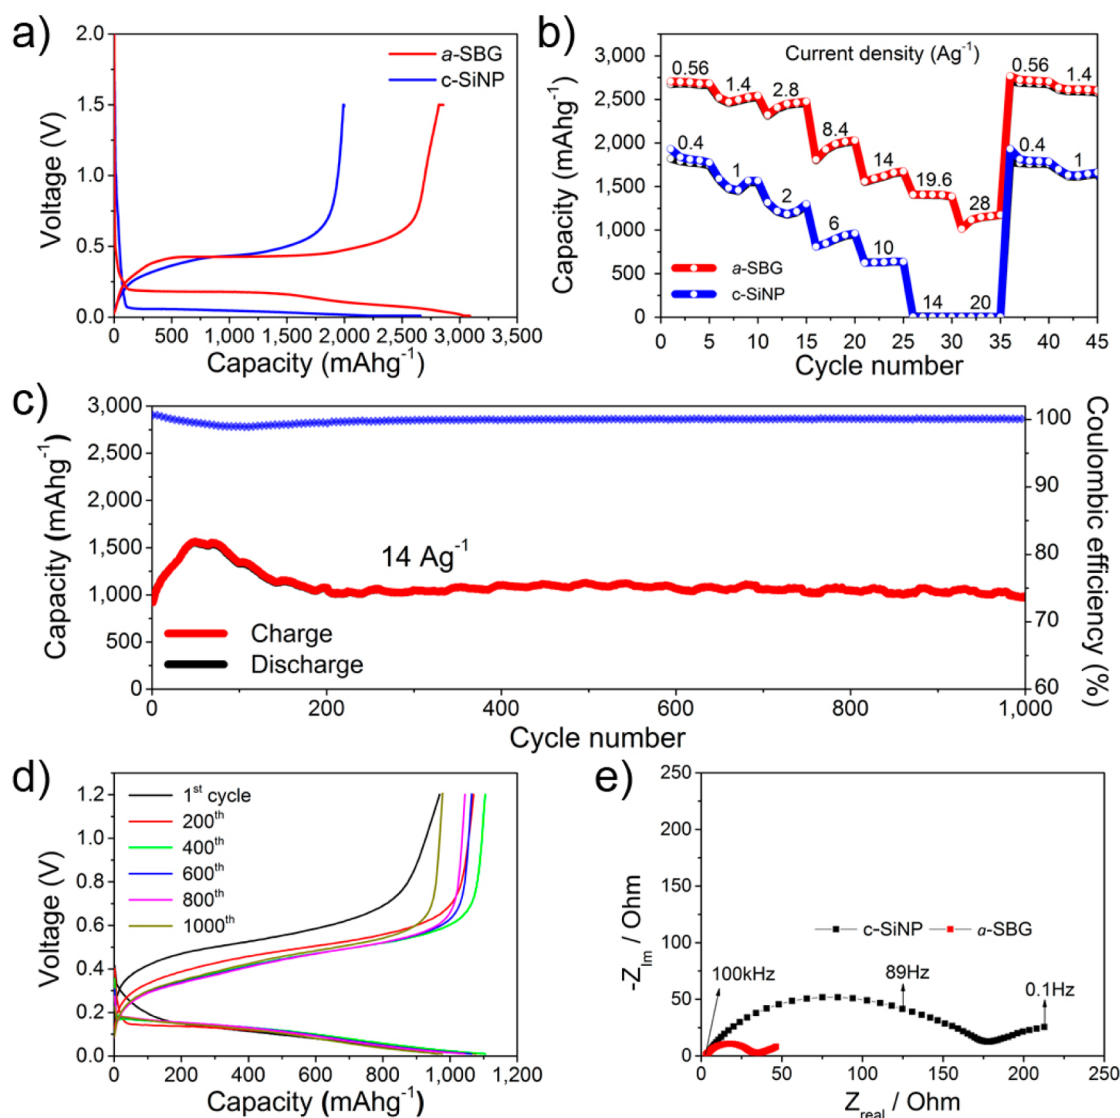 a)
2.0
1.5
1.0
0.5
0.0
Voltage (V)
a-SBG
c-SiNP
0 500 1,000 1,500 2,000 2,500 3,000 3,500
Capacity (mAhg-1)
b)
3,000
2,500
2,000
1,500
1,000
500
0
Capacity (mAhg-1)
Current density (Ag-1)
0.56 1.4 2.8 8.4 14 19.6 28 0.56 1.4
0.4 1 2 6 10 14 20 0.4 1
a-SBG
c-SiNP
0 5 10 15 20 25 30 35 40 45
Cycle number
c)
3,000
2,500
2,000
1,500
1,000
500
0
Capacity (mAhg-1)
14 Ag-1
Charge
Discharge
100
90
80
70
60
Coulombic efficiency (%)
0 200 400 600 800 1,000
Cycle number
d)
1.2
1.0
0.8
0.6
0.4
0.2
0.0
Voltage (V)
1st cycle
200th
400th
600th
800th
1000th
0 200 400 600 800 1,000 1,200
Capacity (mAhg-1)
e)
250
200
150
100
50
0
-ZIm / Ohm
c-SiNP a-SBG
100kHz
89Hz
0.1Hz
0 50 100 150 200 250
Zreal / Ohm